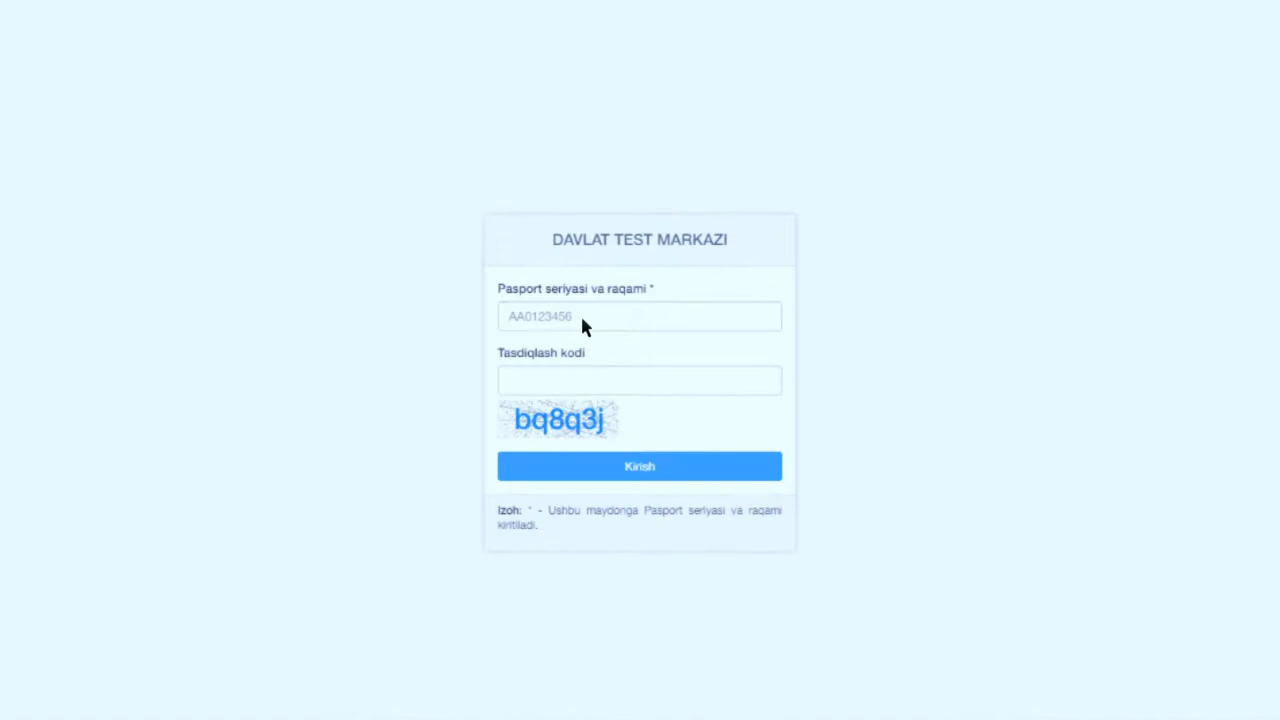 DAVLAT TEST MARKAZI
Pasport seriyasi va raqami *
AA0123456
Tasdiqlash kodi
bq8q3j
Kirish
Izoh: * - Ushbu maydonga Pasport seriyasi va raqami
kiritiladi.